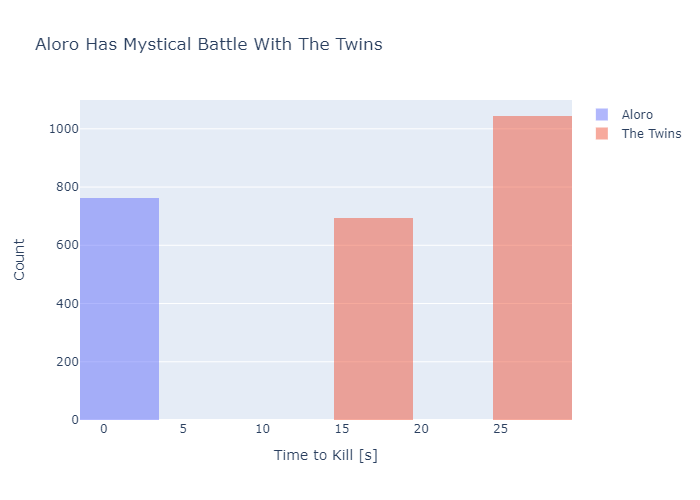 Aloro Has Mystical Battle With The Twins
Aloro
The Twins
1000
800
600
400
200
0
Count
0 5 10 15 20 25
Time to Kill [s]